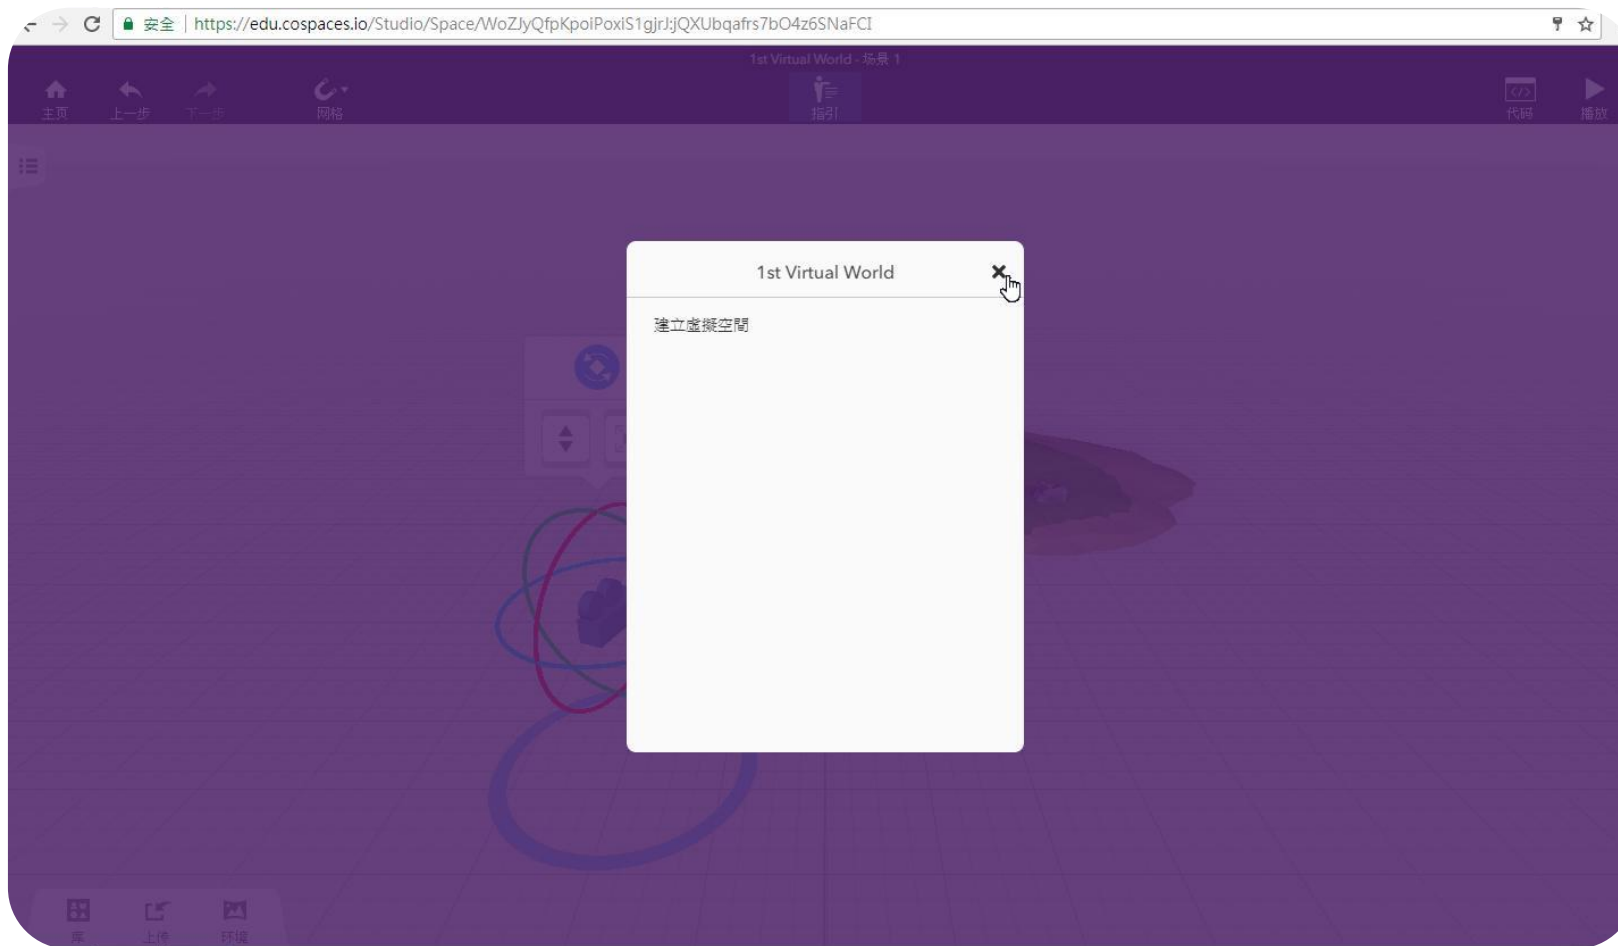 安全 | https://edu.cospaces.io/Studio/Space/WoZJyQfpKpoiPoxiS1gjrJ:jQXUbqafrs7bO4z6SNaFCI
1st Virtual World - 场景 1
主页 上一步 下一步 网格 指引 代码 播放
1st Virtual World
建立虛擬空間
库 上传 环境